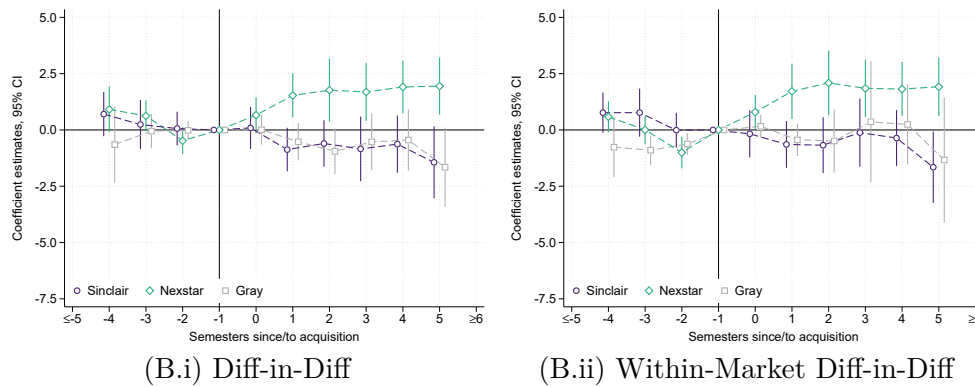 5.0
2.5
0.0
-2.5
-5.0
-7.5
Coefficient estimates, 95% CI
Sinclair Nexstar Gray
≤-5 -4 -3 -2 -1 0 1 2 3 4 5 ≥6
Semesters since/to acquisition
(B.i) Diff-in-Diff
5.0
2.5
0.0
-2.5
-5.0
-7.5
Coefficient estimates, 95% CI
Sinclair Nexstar Gray
≤-5 -4 -3 -2 -1 0 1 2 3 4 5 ≥
Semesters since/to acquisition
(B.ii) Within-Market Diff-in-Diff